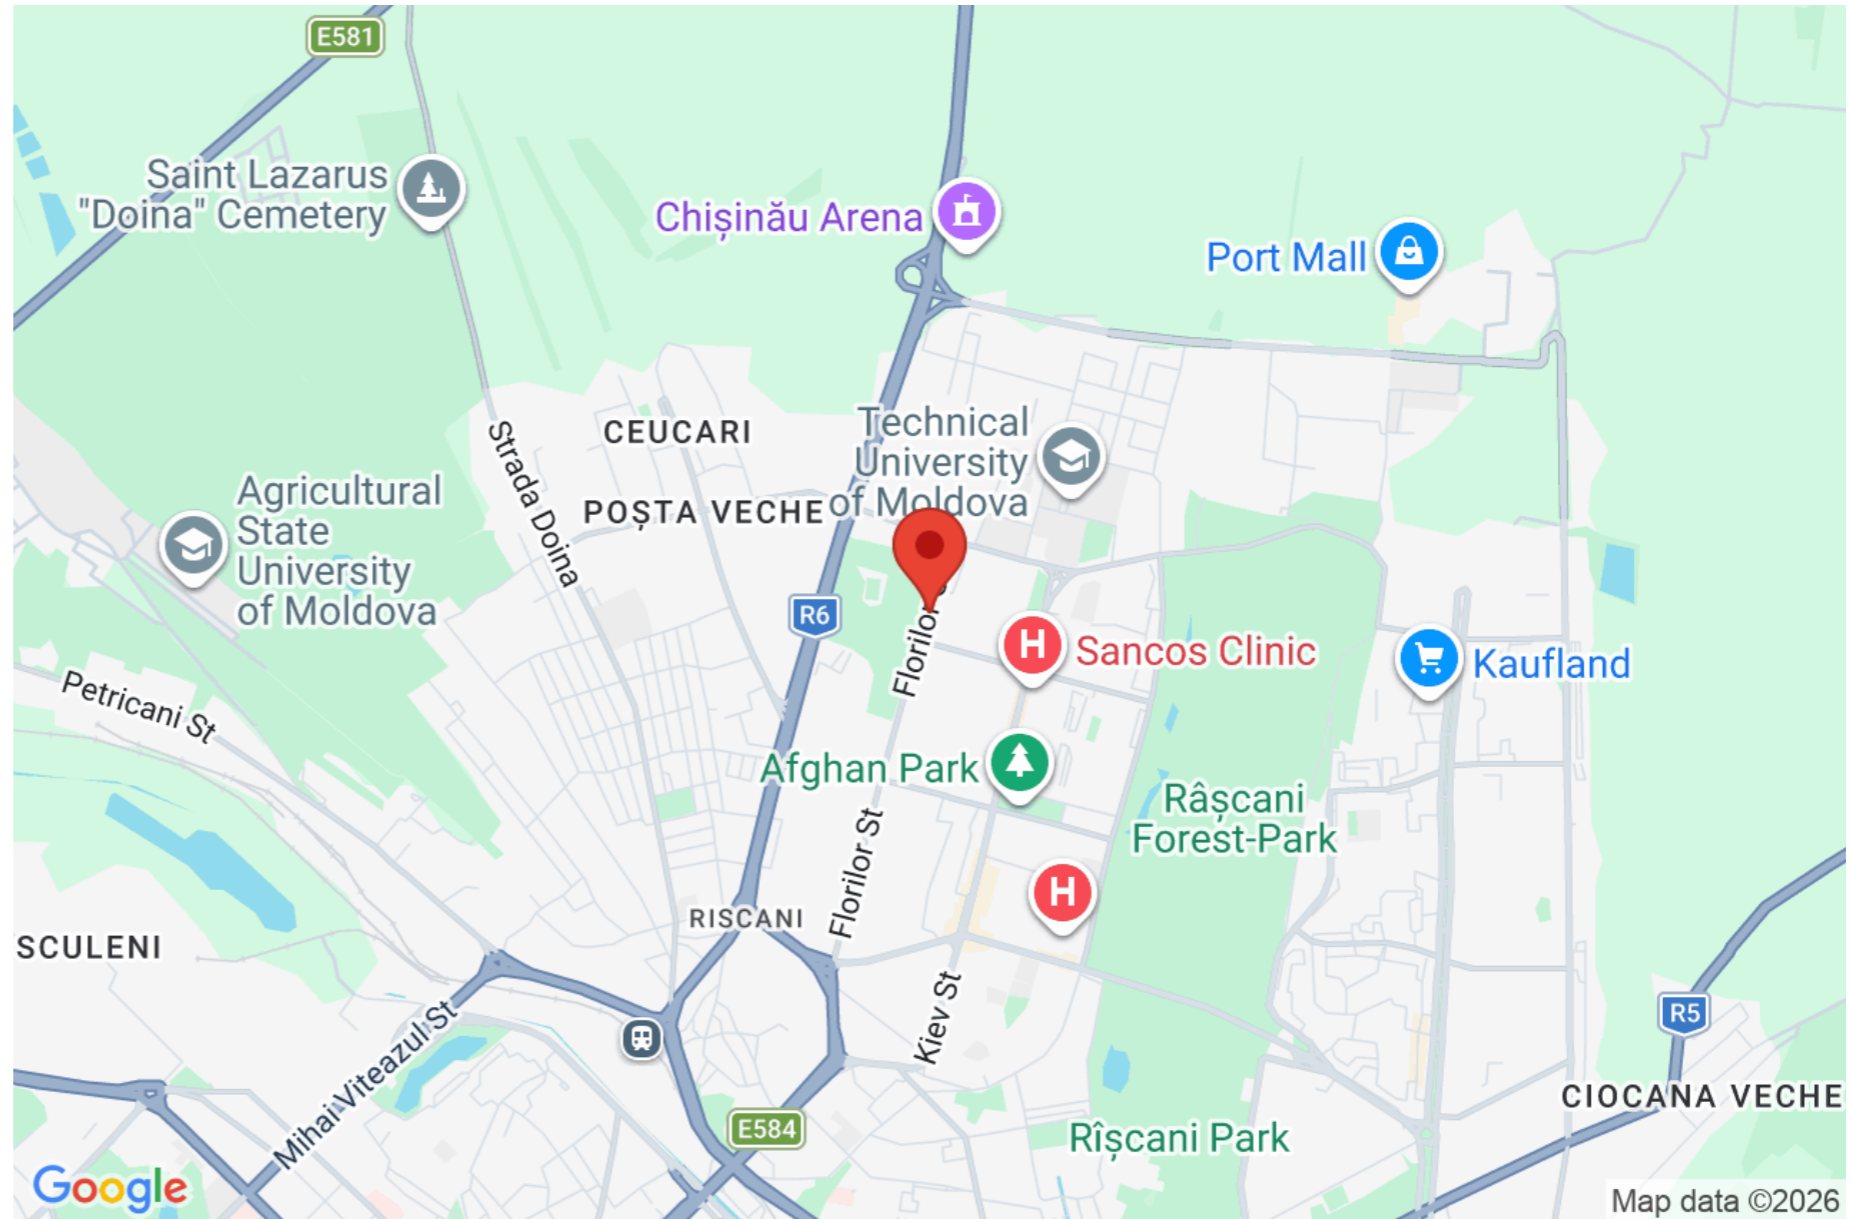 E581
Saint Lazarus
"Doina" Cemetery
Chișinău Arena
Port Mall
CEUCARI
Technical
University
of Moldova
POȘTA VECHE
Strada Doina
Agricultural
State
University
of Moldova
R6
Florilor
Sancos Clinic
Kaufland
Petricani St
Afghan Park
Râșcani
Forest-Park
Florilor St
RISCANI
SCULENI
Kiev St
R5
Mihai Viteazul St
CIOCANA VECHE
E584
Rîșcani Park
Google
Map data ©2026
H
H